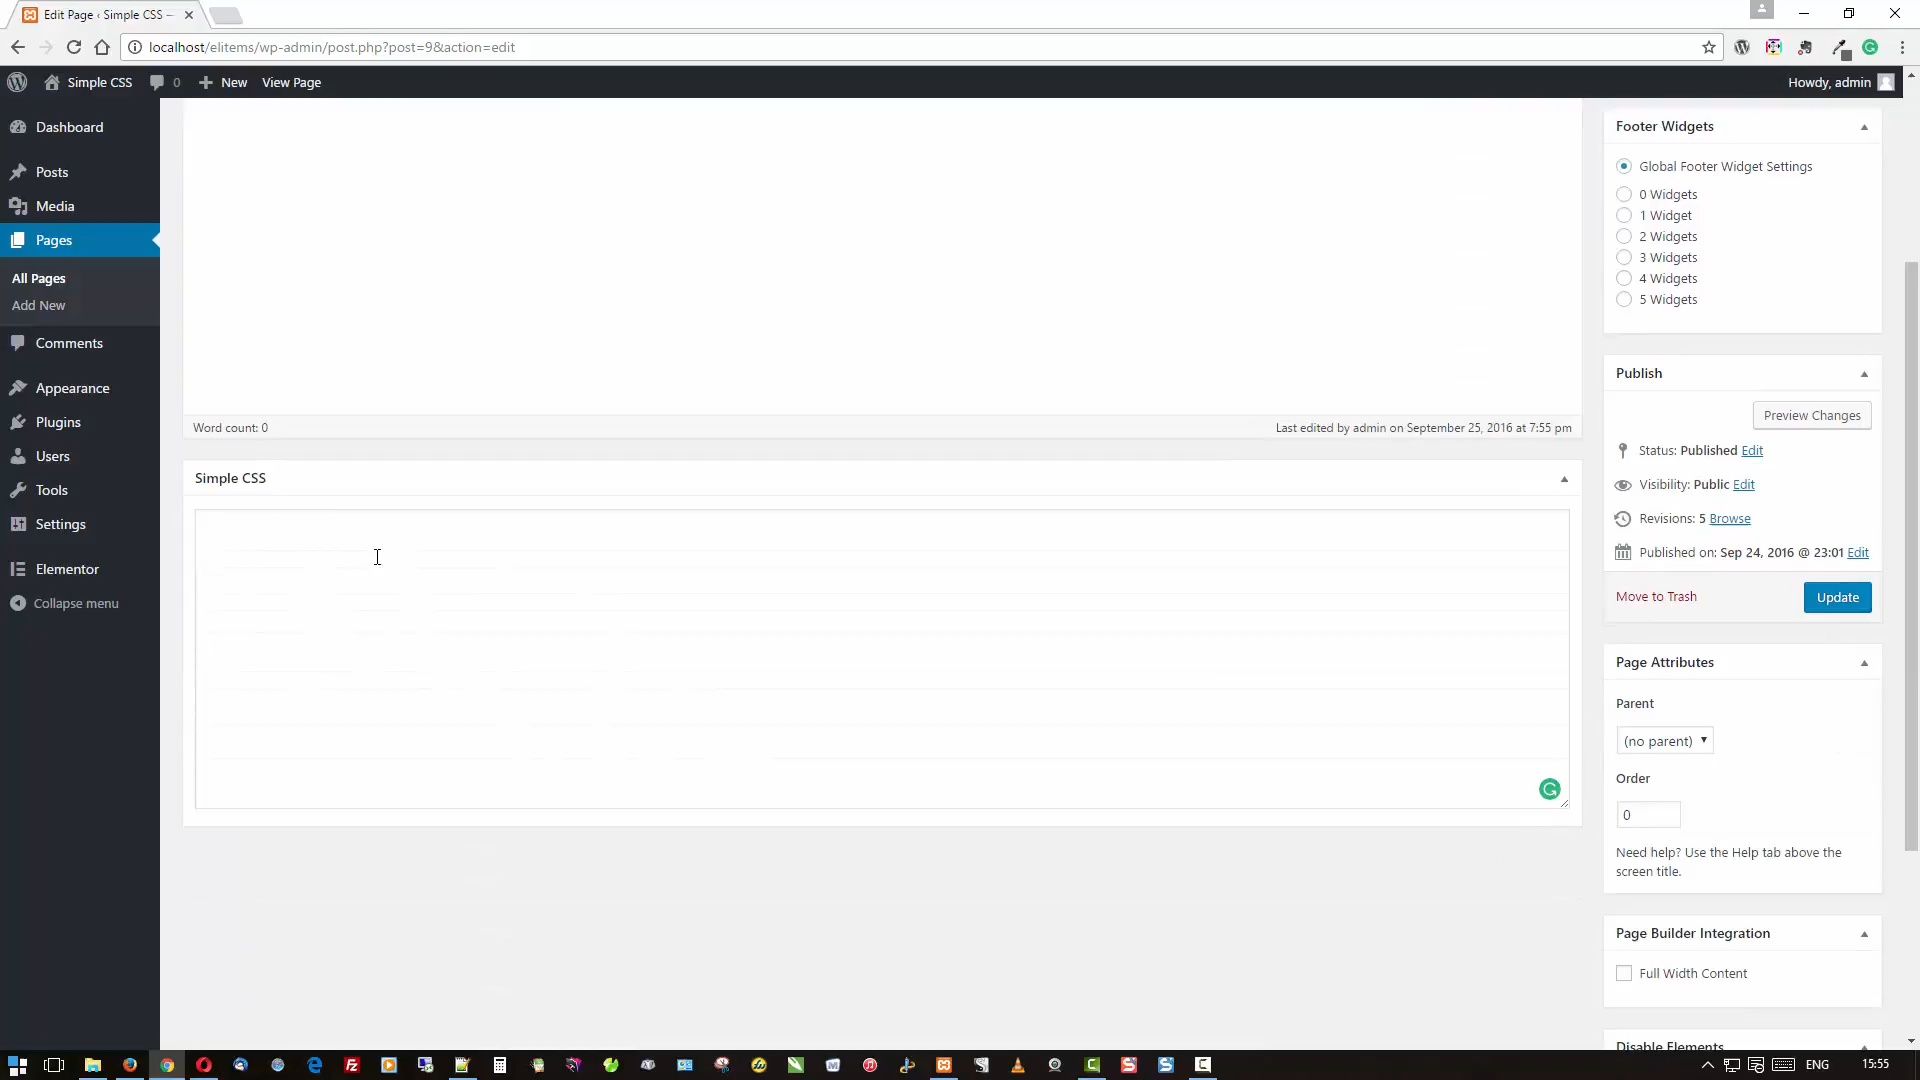 Edit Page ‹ Simple CSS —
localhost/elitems/wp-admin/post.php?post=9&action=edit
Simple CSS
0
New
View Page
Howdy, admin
Dashboard
Posts
Media
Pages
All Pages
Add New
Comments
Appearance
Plugins
Users
Tools
Settings
Elementor
Collapse menu
Word count: 0
Last edited by admin on September 25, 2016 at 7:55 pm
Simple CSS
Footer Widgets
Global Footer Widget Settings
0 Widgets
1 Widget
2 Widgets
3 Widgets
4 Widgets
5 Widgets
Publish
Preview Changes
Status: Published Edit
Visibility: Public Edit
Revisions: 5 Browse
Published on: Sep 24, 2016 @ 23:01 Edit
Move to Trash
Update
Page Attributes
Parent
(no parent)
Order
0
Need help? Use the Help tab above the
screen title.
Page Builder Integration
Full Width Content
Disable Elements
ENG
15:55